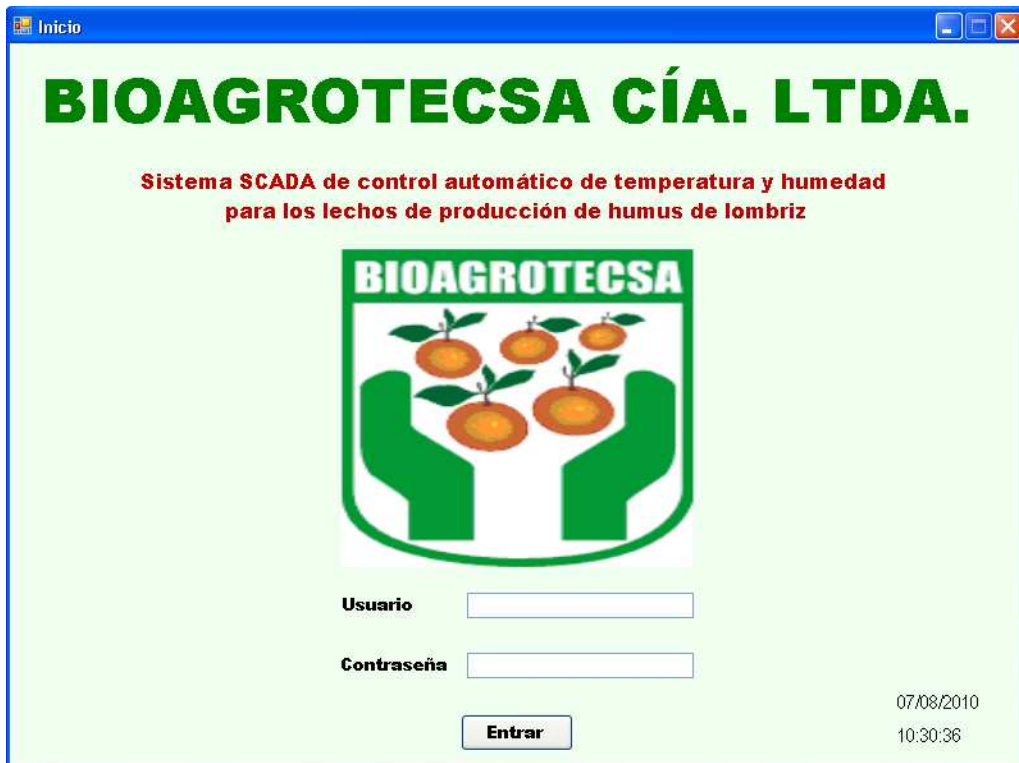 Inicio
BIOAGROTECSA CÍA. LTDA.
Sistema SCADA de control automático de temperatura y humedad
para los lechos de producción de humus de lombriz
BIOAGROTECSA
Usuario
Contraseña
Entrar
07/08/2010
10:30:36